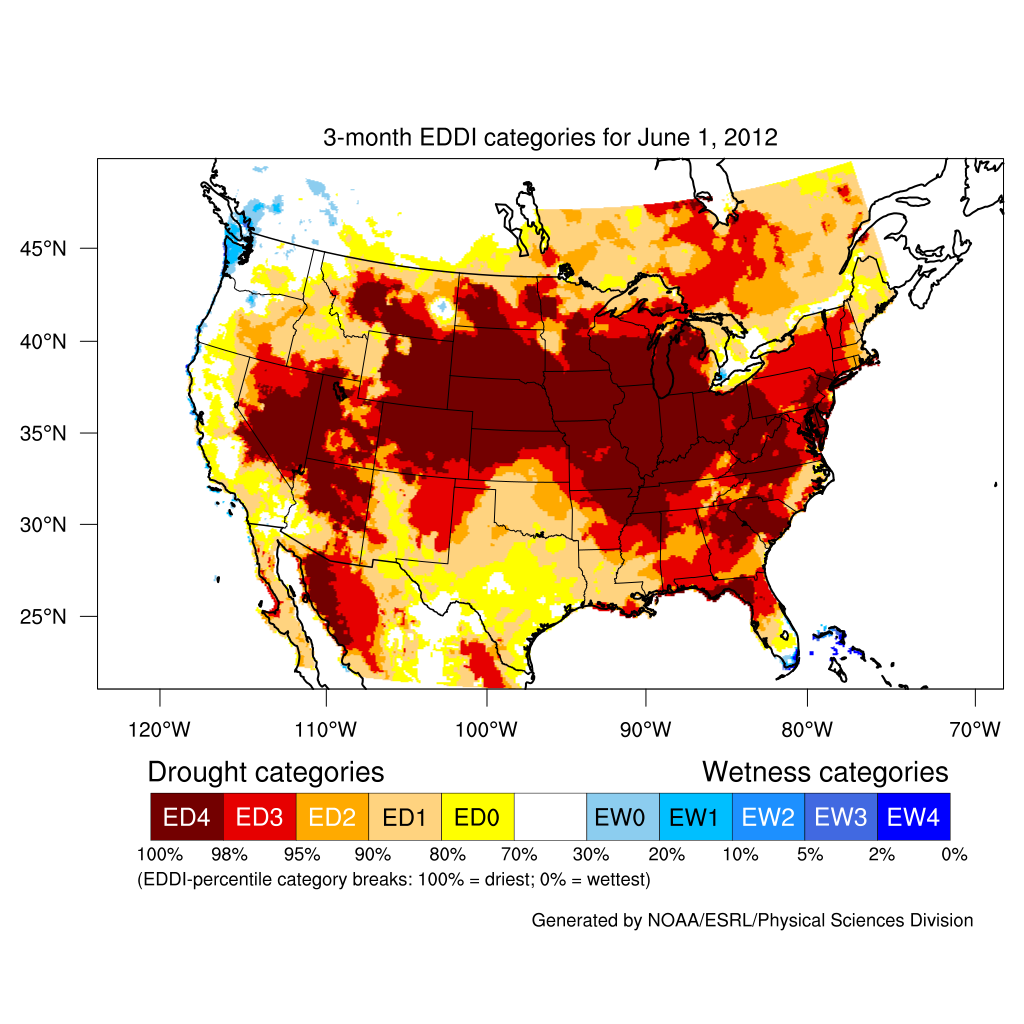 3-month EDDI categories for June 1, 2012
45°N
40°N
35°N
30°N
25°N
120°W 110°W 100°W 90°W 80°W 70°W
Drought categories Wetness categories
ED4 ED3 ED2 ED1 ED0 EW0 EW1 EW2 EW3 EW4
100% 98% 95% 90% 80% 70% 30% 20% 10% 5% 2% 0%
(EDDI-percentile category breaks: 100% = driest; 0% = wettest)
Generated by NOAA/ESRL/Physical Sciences Division